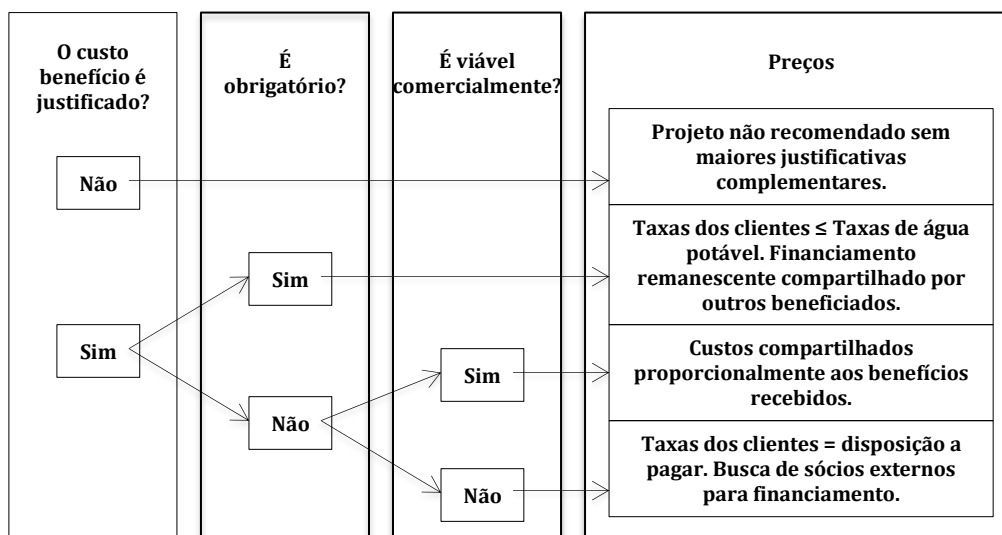 O custo
benefício é
justificado?
É
obrigatório?
É viável
comercialmente?
Preços
Não
Projeto não recomendado sem
maiores justificativas
complementares.
Sim
Taxas dos clientes ≤ Taxas de água
potável. Financiamento
remanescente compartilhado por
outros beneficiados.
Sim
Sim
Custos compartilhados
proporcionalmente aos benefícios
recebidos.
Não
Não
Taxas dos clientes = disposição a
pagar. Busca de sócios externos
para financiamento.